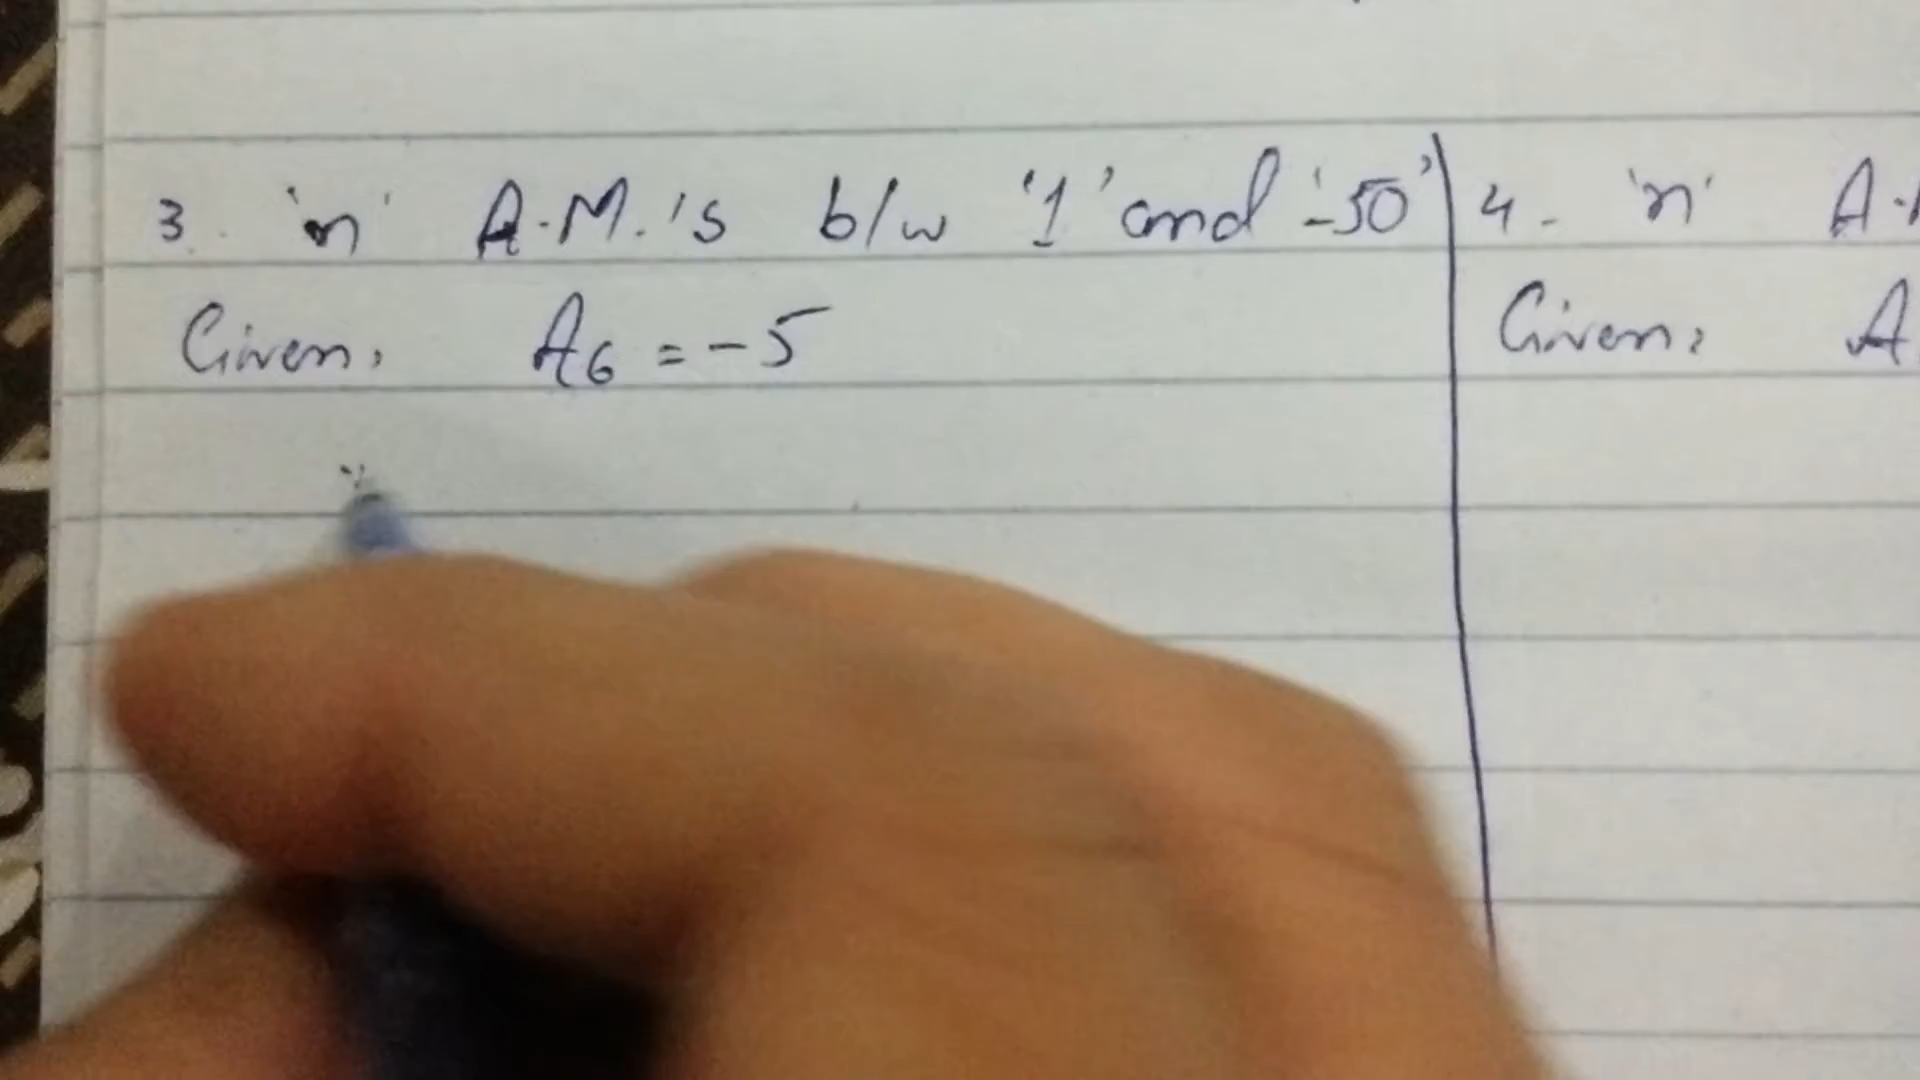 3. 'n' A.M.'s b/w '1' and '-50'
Given: A₆ = -5
4. 'n' A.
Given: A